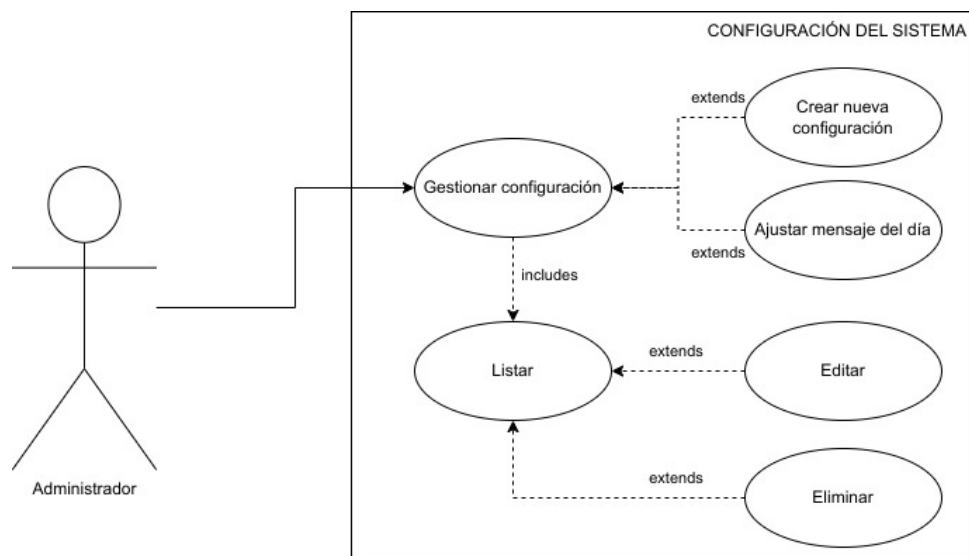 CONFIGURACIÓN DEL SISTEMA
extends
Crear nueva
configuración
Gestionar configuración
Ajustar mensaje del día
extends
includes
Listar
extends
Editar
extends
Eliminar
Administrador